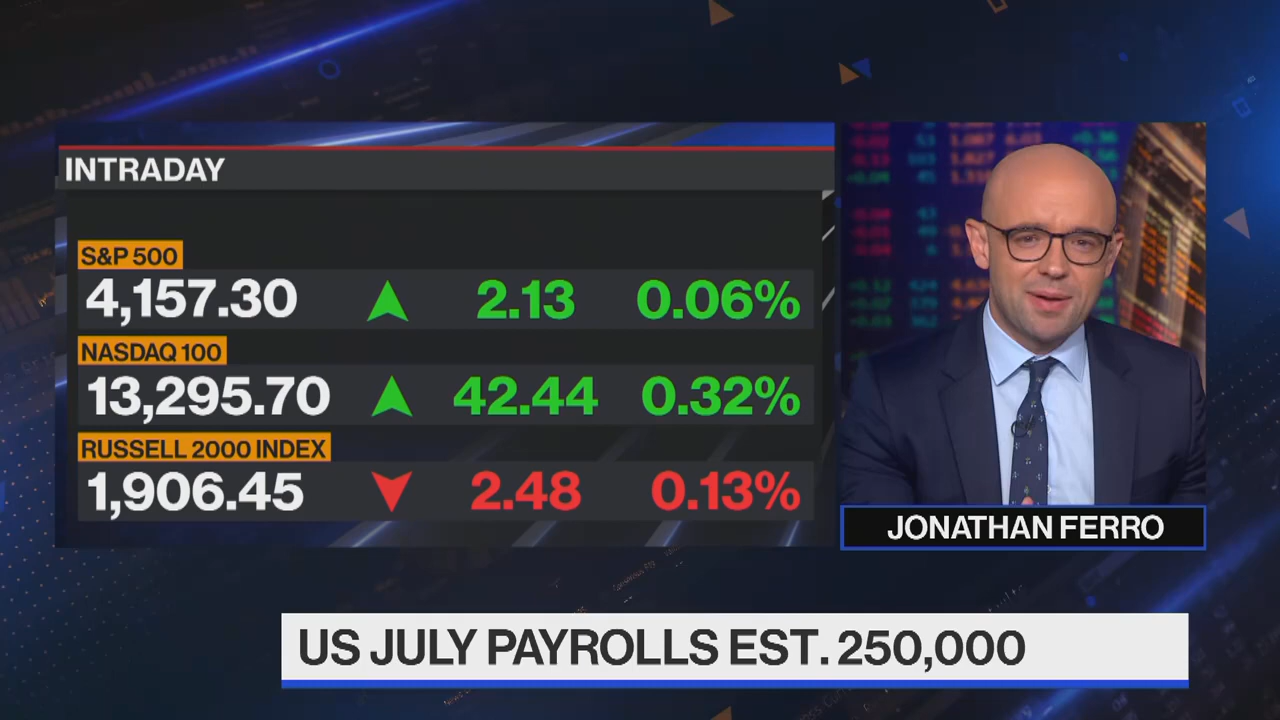 INTRADAY
S&P 500
4,157.30 ▲ 2.13 0.06%
NASDAQ 100
13,295.70 ▲ 42.44 0.32%
RUSSELL 2000 INDEX
1,906.45 ▼ 2.48 0.13%
JONATHAN FERRO
US JULY PAYROLLS EST. 250,000